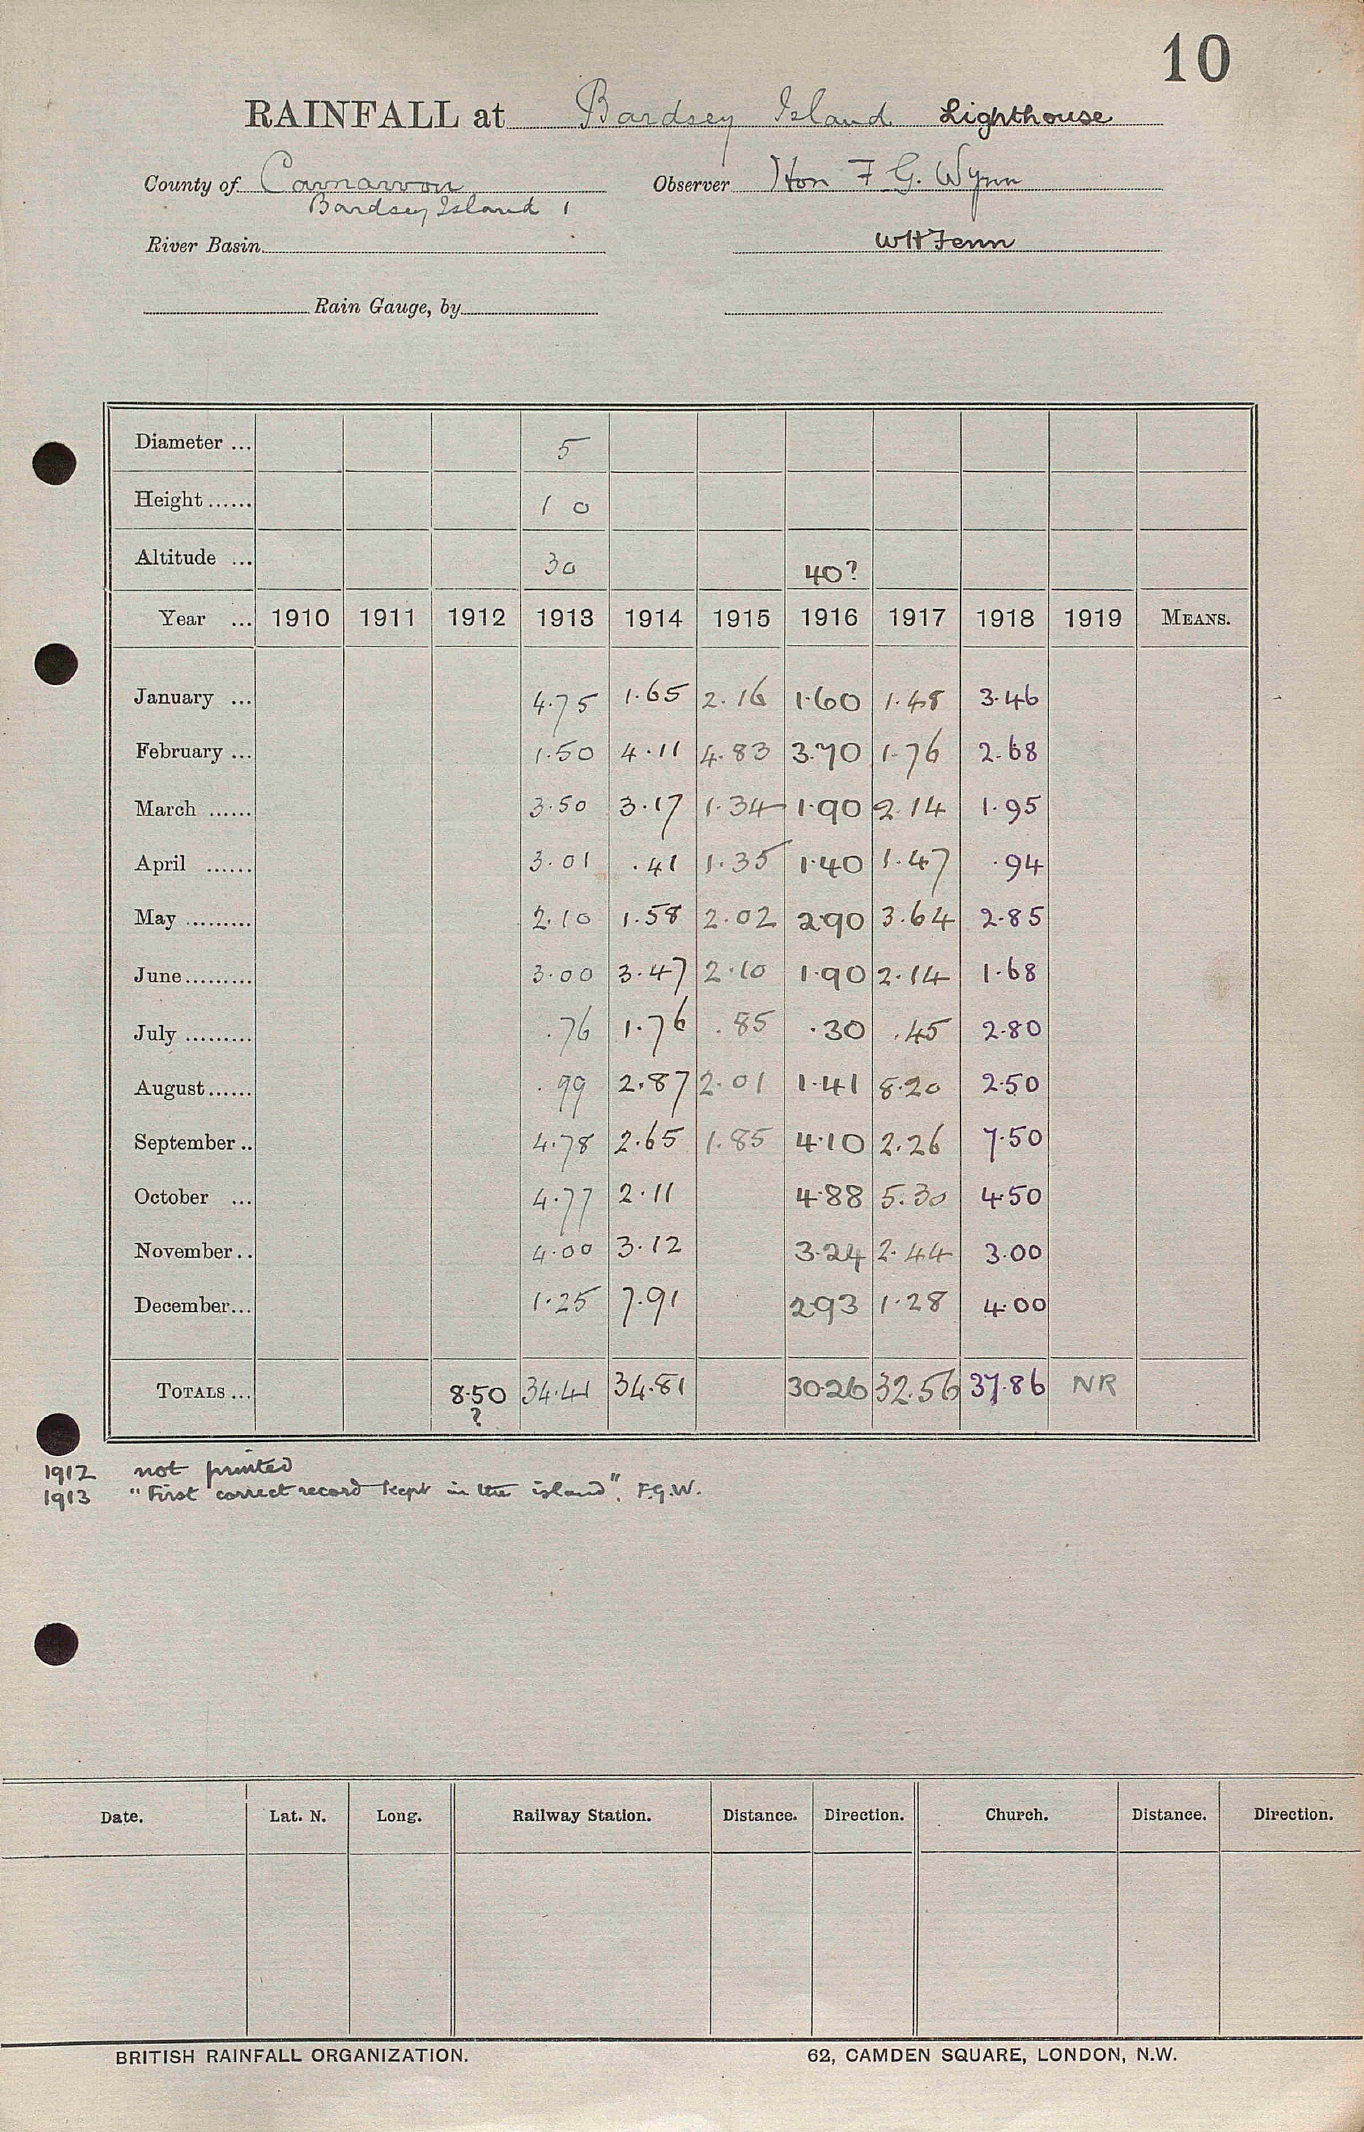 10
RAINFALL at Bardsey Island Lighthouse
County of Carnarvon Observer Hon F G. Wynn
Bardsey Island 1
River Basin W H Fenn
Rain Gauge, by
Diameter ... 5
Height ...... 10
Altitude ... 30 40?
Year ... 1910 1911 1912 1913 1914 1915 1916 1917 1918 1919 MEANS.
January ... 4.75 1.65 2.16 1.60 1.48 3.46
February ... 1.50 4.11 4.83 3.70 1.76 2.68
March ...... 3.50 3.17 1.34 1.90 2.14 1.95
April ...... 3.01 .41 1.35 1.40 1.47 .94
May ......... 2.10 1.58 2.02 2.90 3.64 2.85
June ......... 3.00 3.47 2.10 1.90 2.14 1.68
July ......... .76 1.76 .85 .30 .45 2.80
August ...... .99 2.87 2.01 1.41 8.20 2.50
September .. 4.78 2.65 1.85 4.10 2.26 7.50
October ... 4.77 2.11 4.88 5.30 4.50
November .. 4.00 3.12 3.24 2.44 3.00
December ... 1.25 7.91 2.93 1.28 4.00
TOTALS ... 8.50 34.41 34.81 30.26 32.56 37.86 NR
?
1912 not printed
1913 "First correct record kept in the island". F.G.W.
Date. Lat. N. Long. Railway Station. Distance. Direction. Church. Distance. Direction.
BRITISH RAINFALL ORGANIZATION. 62, CAMDEN SQUARE, LONDON, N.W.